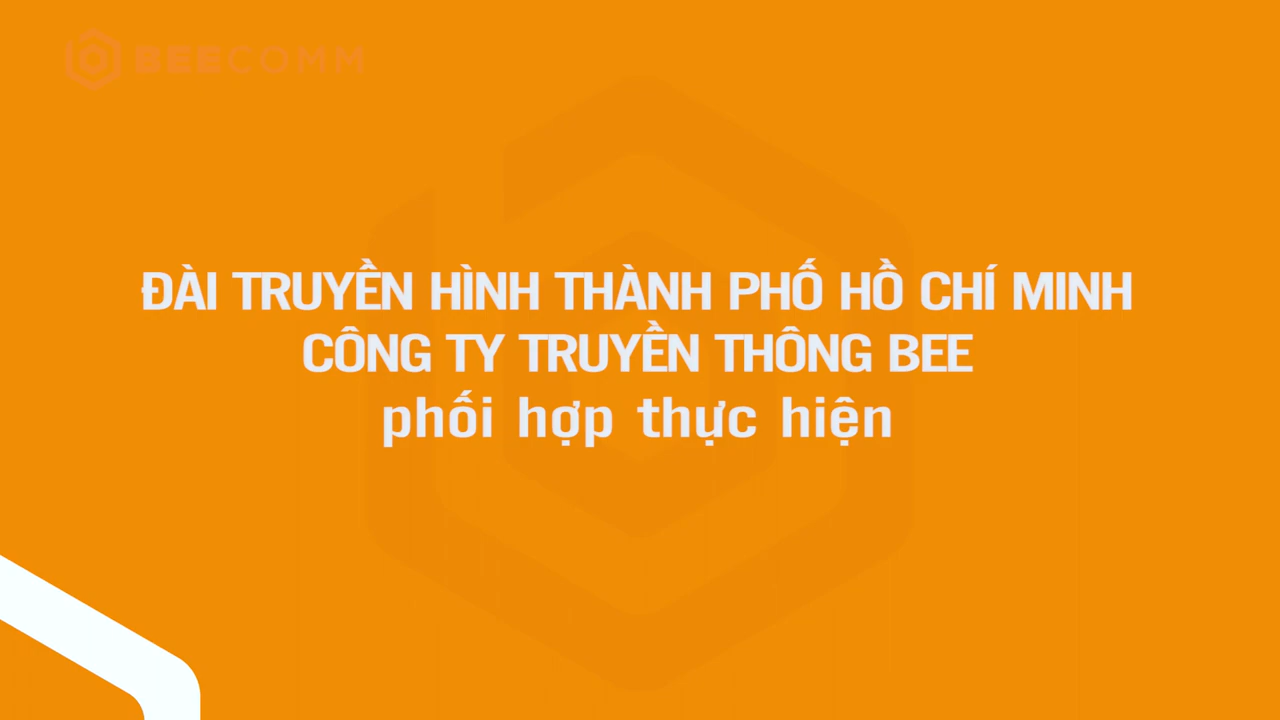 BEECOMM
ĐÀI TRUYỀN HÌNH THÀNH PHỐ HỒ CHÍ MINH
CÔNG TY TRUYỀN THÔNG BEE
phối hợp thực hiện